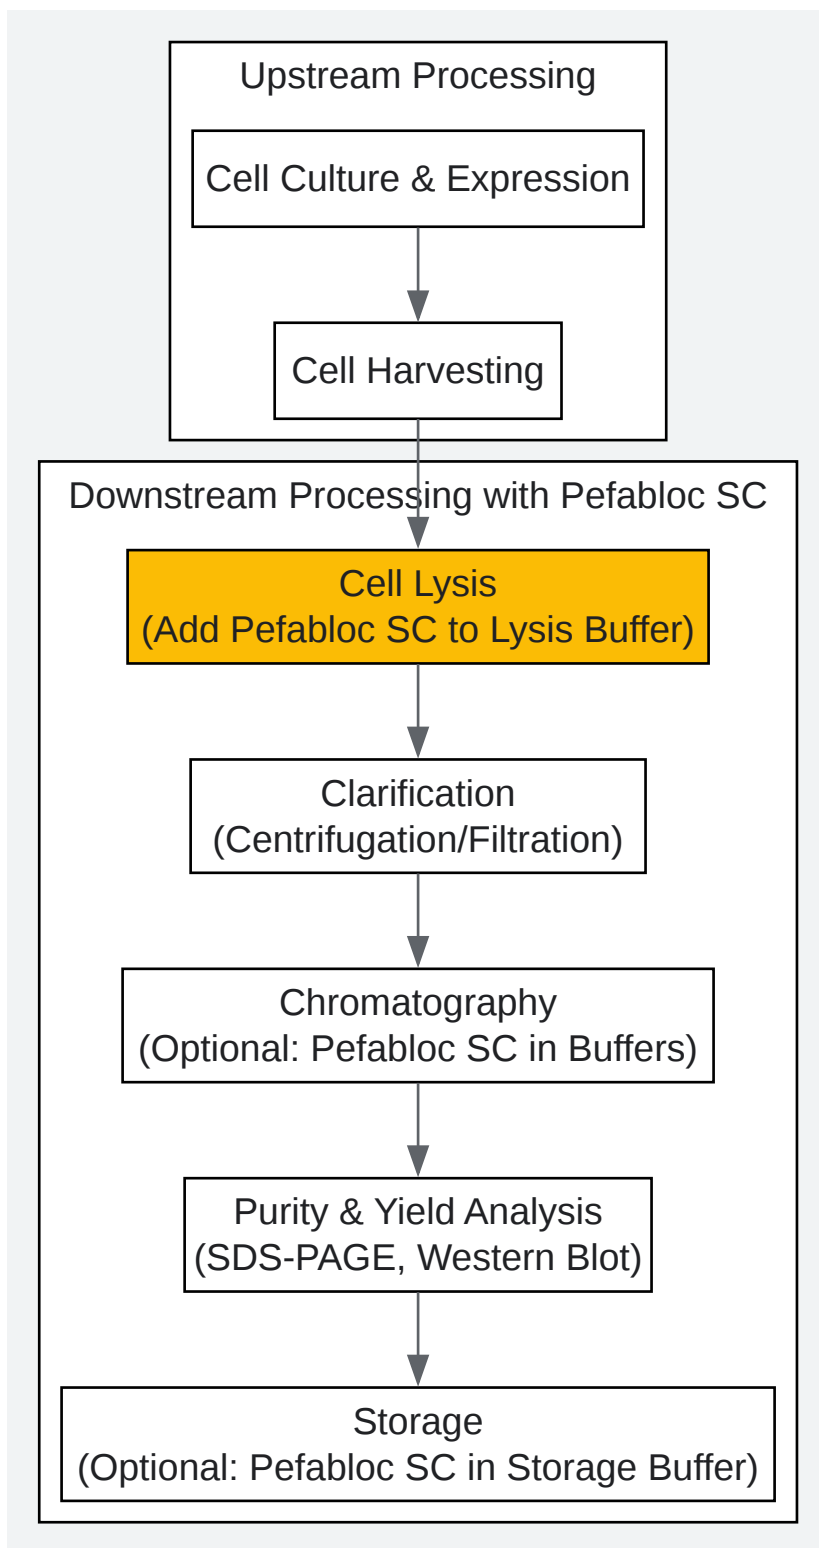 Upstream Processing
Cell Culture & Expression
Cell Harvesting
Downstream Processing with Pefabloc SC
Cell Lysis
(Add Pefabloc SC to Lysis Buffer)
Clarification
(Centrifugation/Filtration)
Chromatography
(Optional: Pefabloc SC in Buffers)
Purity & Yield Analysis
(SDS-PAGE, Western Blot)
Storage
(Optional: Pefabloc SC in Storage Buffer)